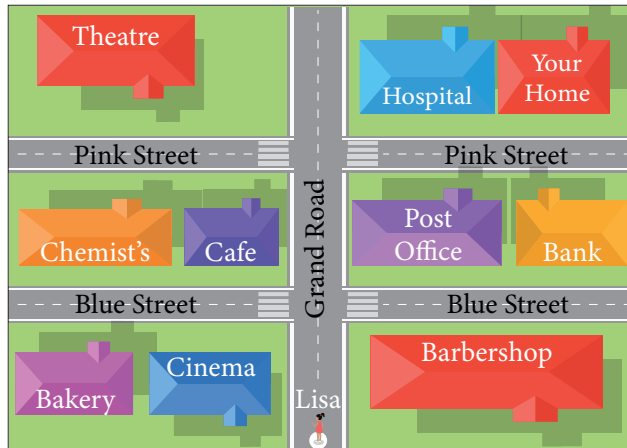 Theatre
Hospital
Your
Home
Pink Street
Pink Street
Chemist's
Cafe
Grand Road
Post
Office
Bank
Blue Street
Blue Street
Bakery
Cinema
Lisa
Barbershop